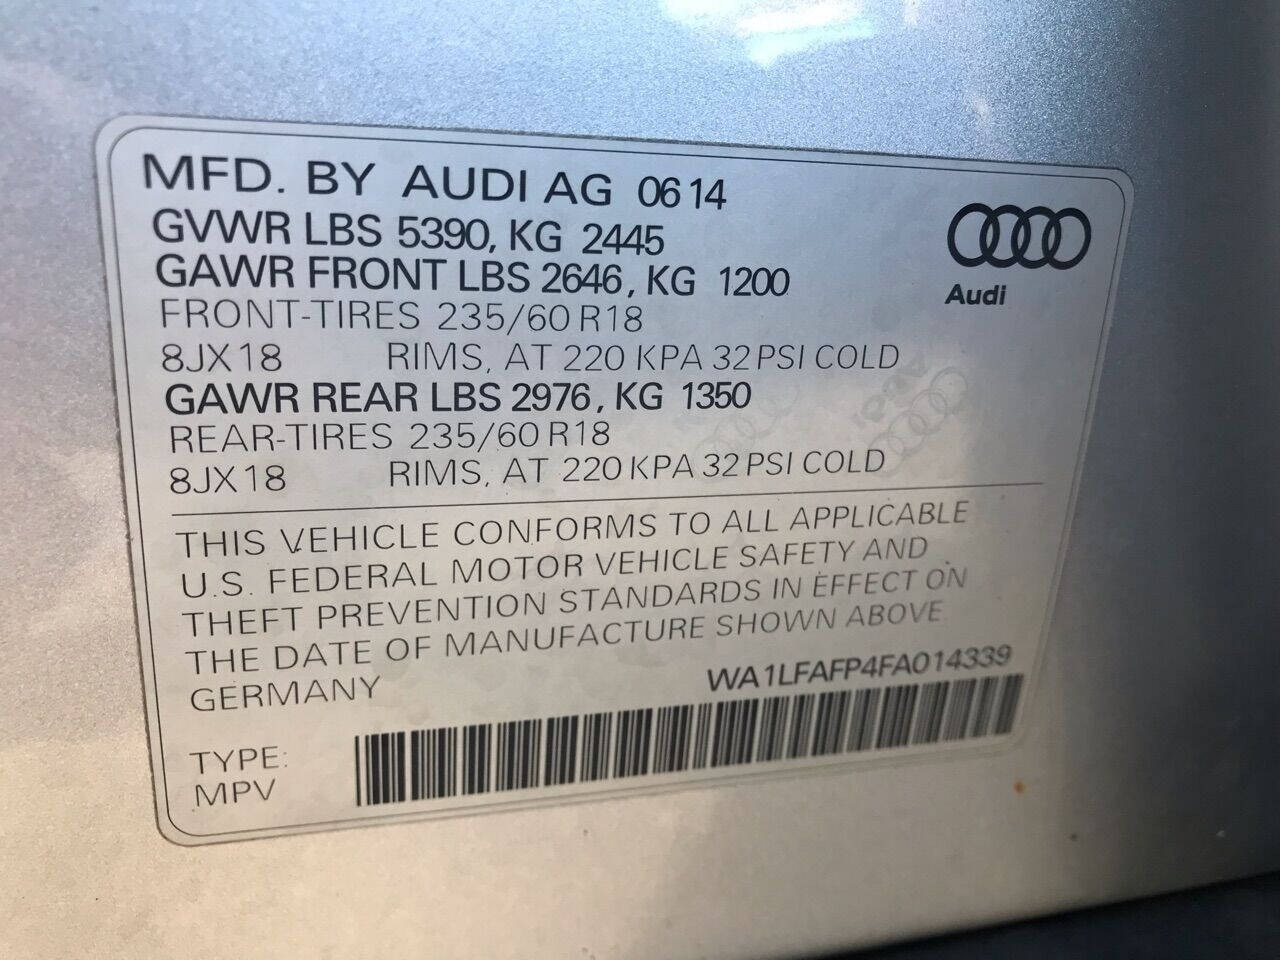 MFD. BY AUDI AG 06 14
GVWR LBS 5390, KG 2445
GAWR FRONT LBS 2646, KG 1200
FRONT-TIRES 235/60 R18
8JX18 RIMS, AT 220 KPA 32 PSI COLD
GAWR REAR LBS 2976, KG 1350
REAR-TIRES 235/60 R18
8JX18 RIMS, AT 220 KPA 32 PSI COLD
Audi
THIS VEHICLE CONFORMS TO ALL APPLICABLE
U.S. FEDERAL MOTOR VEHICLE SAFETY AND
THEFT PREVENTION STANDARDS IN EFFECT ON
THE DATE OF MANUFACTURE SHOWN ABOVE
GERMANY
WA1LFAFP4FA014339
TYPE:
MPV